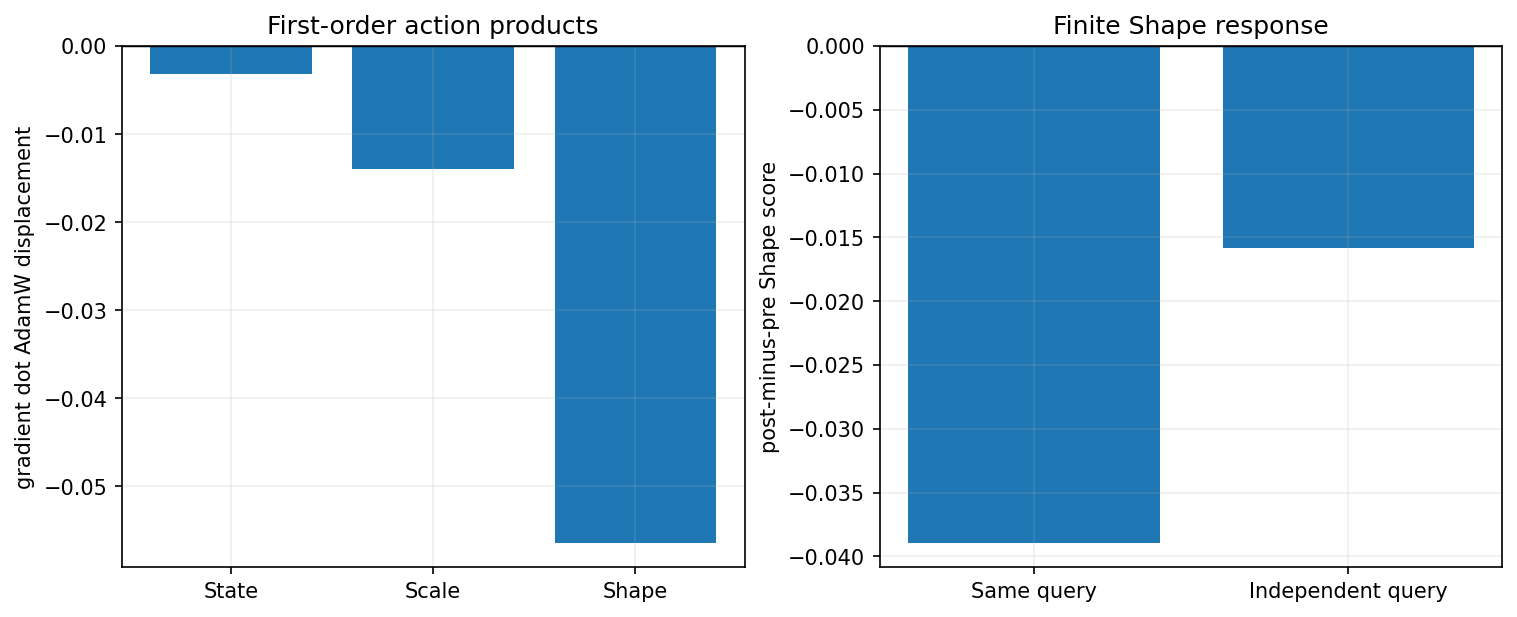 First-order action products
gradient dot AdamW displacement
0.00
−0.01
−0.02
−0.03
−0.04
−0.05
State Scale Shape
Finite Shape response
post-minus-pre Shape score
0.000
−0.005
−0.010
−0.015
−0.020
−0.025
−0.030
−0.035
−0.040
Same query Independent query